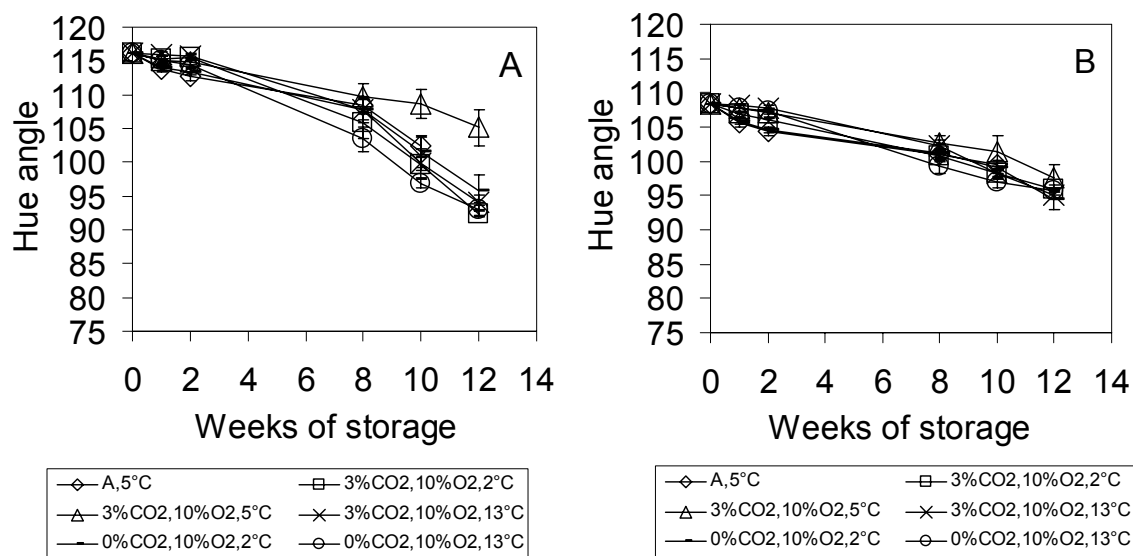 A
Hue angle
120
115
110
105
100
95
90
85
80
75
0 2 4 6 8 10 12 14
Weeks of storage
A,5°C 3%CO2,10%O2,2°C
3%CO2,10%O2,5°C 3%CO2,10%O2,13°C
0%CO2,10%O2,2°C 0%CO2,10%O2,13°C
B
Hue angle
120
115
110
105
100
95
90
85
80
75
0 2 4 6 8 10 12 14
Weeks of storage
A,5°C 3%CO2,10%O2,2°C
3%CO2,10%O2,5°C 3%CO2,10%O2,13°C
0%CO2,10%O2,2°C 0%CO2,10%O2,13°C